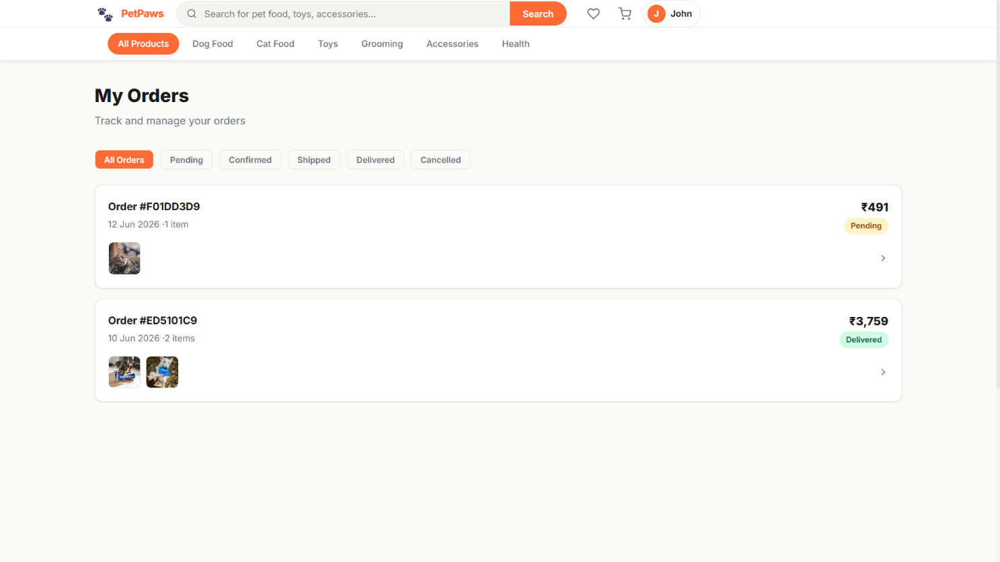 PetPaws
Search for pet food, toys, accessories...
Search
J
John
All Products
Dog Food
Cat Food
Toys
Grooming
Accessories
Health
My Orders
Track and manage your orders
All Orders
Pending
Confirmed
Shipped
Delivered
Cancelled
Order #F01DD3D9
₹491
12 Jun 2026 ·1 item
Pending
Order #ED5101C9
₹3,759
10 Jun 2026 ·2 items
Delivered